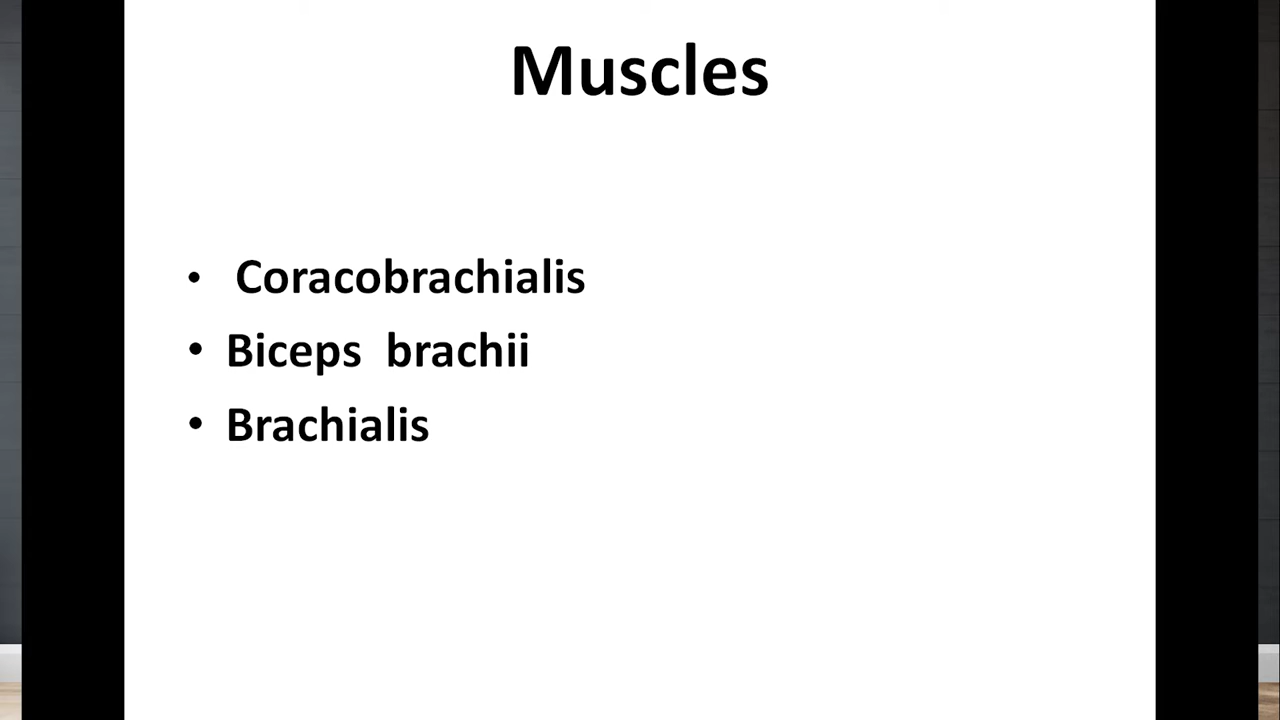 Muscles
• Coracobrachialis
• Biceps brachii
• Brachialis